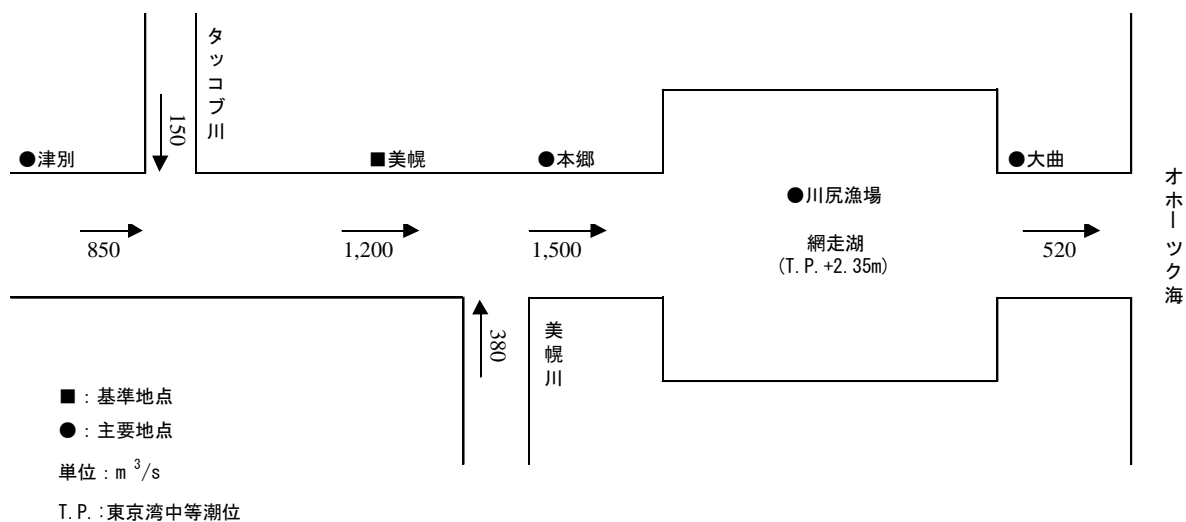 タッコブ川
150
●津別
■美幌
●本郷
●大曲
850
1,200
1,500
●川尻漁場
網走湖
(T.P.+2.35m)
520
オホーツク海
380
美幌川
■：基準地点
●：主要地点
単位：m³/s
T.P.：東京湾中等潮位